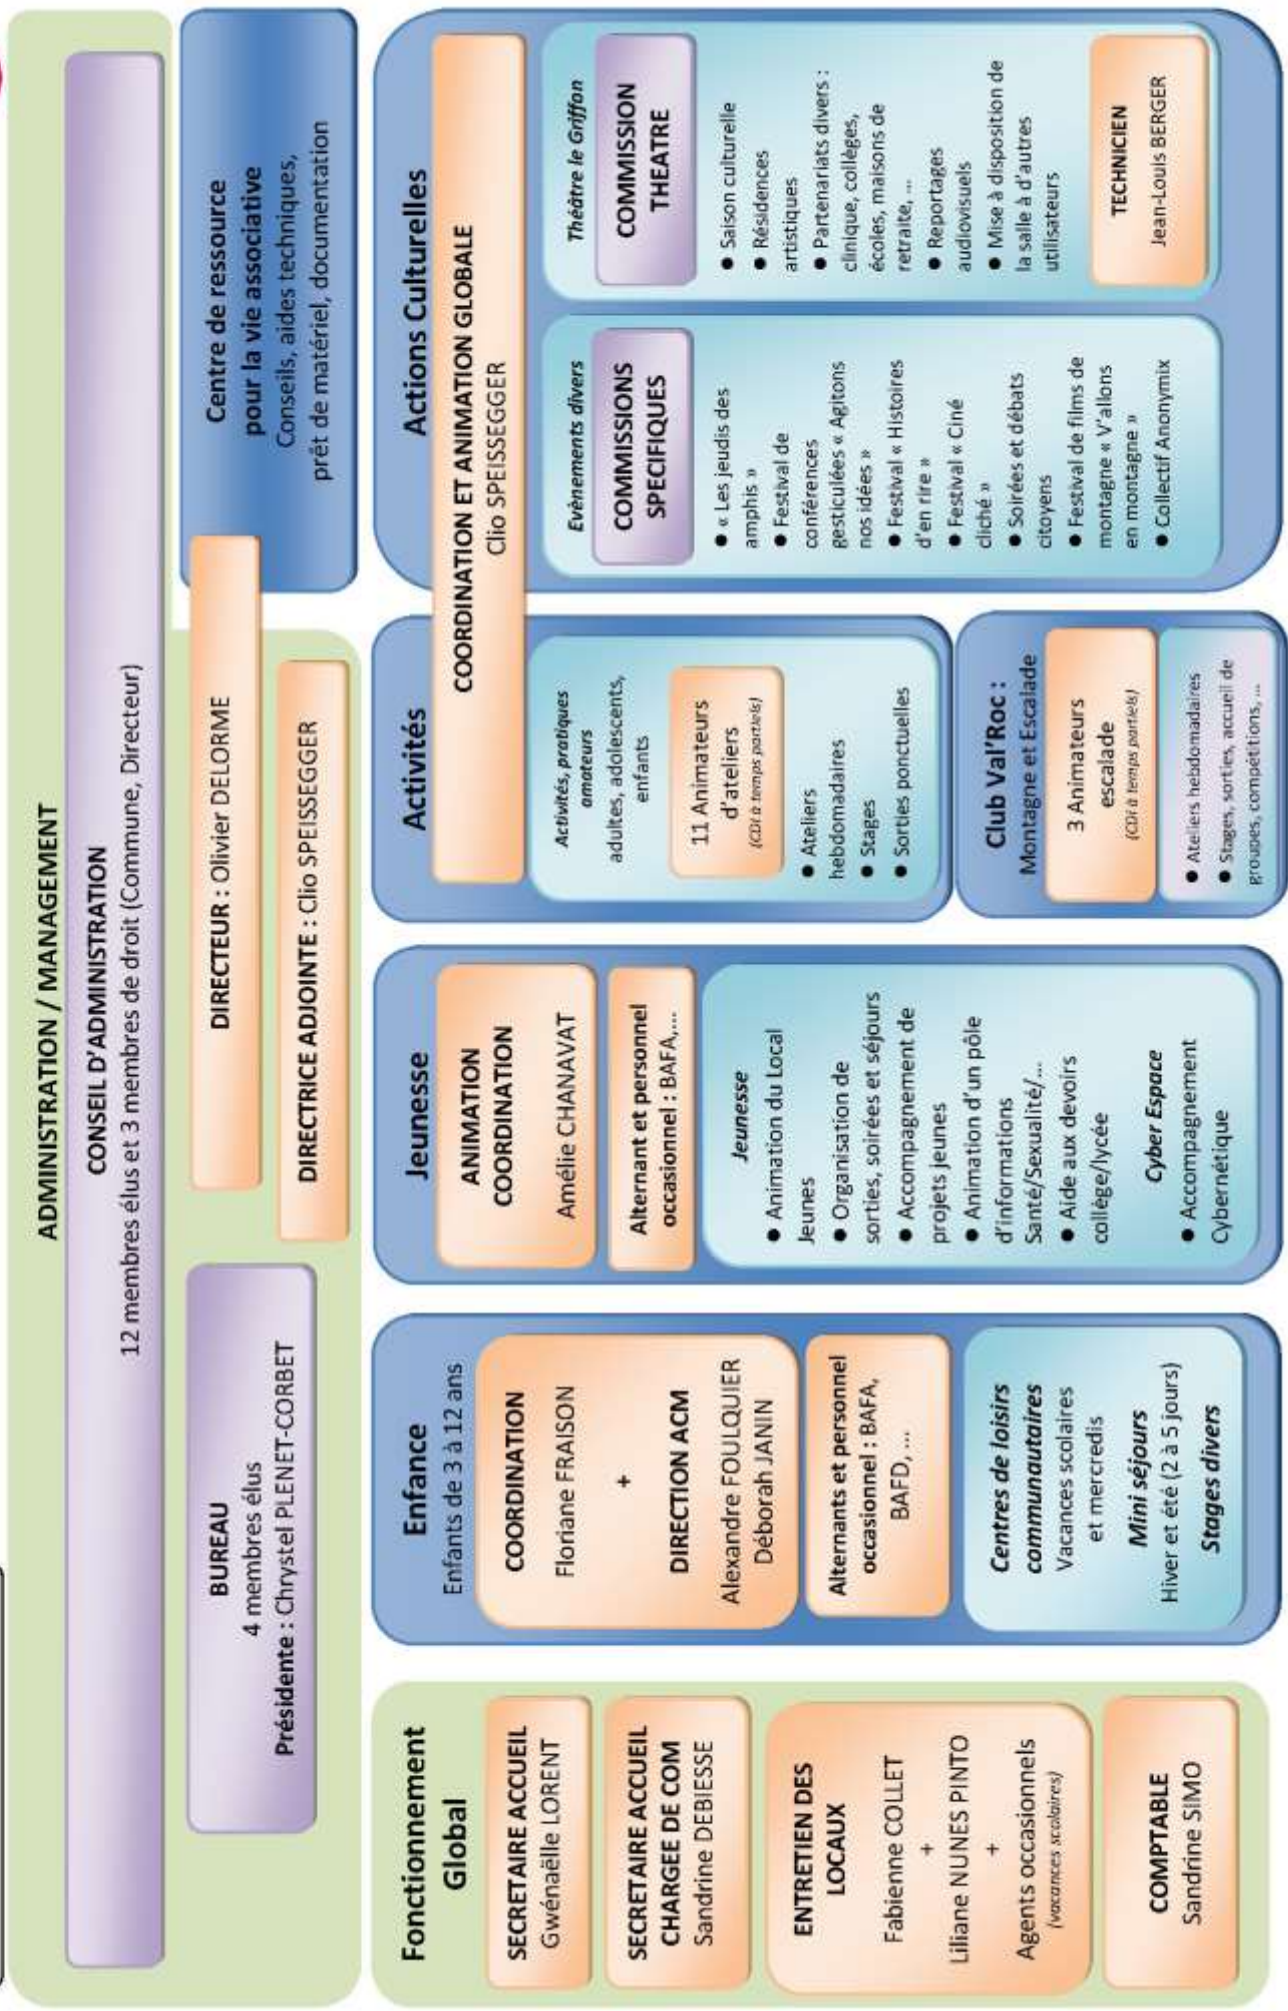 ADMINISTRATION / MANAGEMENT
CONSEIL D'ADMINISTRATION
12 membres élus et 3 membres de droit (Commune, Directeur)
BUREAU
4 membres élus
Présidente : Chrystel PLENET-CORBET
DIRECTEUR : Olivier DELORME
DIRECTRICE ADJOINTE : Clio SPEISSEGGER
Centre de ressource
pour la vie associative
Conseils, aides techniques,
prêt de matériel, documentation
Fonctionnement
Global
SECRETAIRE ACCUEIL
Gwénaëlle LORENT
SECRETAIRE ACCUEIL
CHARGEE DE COM
Sandrine DEBIESSE
ENTRETIEN DES
LOCAUX
Fabienne COLLET
+
Liliane NUNES PINTO
+
Agents occasionnels
(vacances scolaires)
COMPTABLE
Sandrine SIMO
Enfance
Enfants de 3 à 12 ans
COORDINATION
Floriane FRAISON
+
DIRECTION ACM
Alexandre FOULQUIER
Déborah JANIN
Alternants et personnel
occasionnel : BAFA,
BAFD, ...
Centres de loisirs
communautaires
Vacances scolaires
et mercredis
Mini séjours
Hiver et été (2 à 5 jours)
Stages divers
Jeunesse
ANIMATION
COORDINATION
Amélie CHANAVAT
Alternant et personnel
occasionnel : BAFA,...
Jeunesse
● Animation du Local
Jeunes
● Organisation de
sorties, soirées et séjours
● Accompagnement de
projets jeunes
● Animation d'un pôle
d'informations
Santé/Sexualité/...
● Aide aux devoirs
collège/lycée
Cyber Espace
● Accompagnement
Cybernétique
Activités
COORDINATION ET ANIMATION GLOBALE
Clio SPEISSEGGER
Activités, pratiques
amateurs
adultes, adolescents,
enfants
11 Animateurs
d'ateliers
(CDI à temps partiels)
● Ateliers
hebdomadaires
● Stages
● Sorties ponctuelles
Club Val'Roc :
Montagne et Escalade
3 Animateurs
escalade
(CDI à temps partiels)
● Ateliers hebdomadaires
● Stages, sorties, accueil de
groupes, compétitions, ...
Actions Culturelles
Evènements divers
COMMISSIONS
SPECIFIQUES
● « Les jeudis des
amphis »
● Festival de
conférences
gesticulées « Agitons
nos idées »
● Festival « Histoires
d'en rire »
● Festival « Ciné
cliché »
● Soirées et débats
citoyens
● Festival de films de
montagne « V'allons
en montagne »
● Collectif Anonymix
Théâtre le Griffon
COMMISSION
THEATRE
● Saison culturelle
● Résidences
artistiques
● Partenariats divers :
clinique, collèges,
écoles, maisons de
retraite, ...
● Reportages
audiovisuels
● Mise à disposition de
la salle à d'autres
utilisateurs
TECHNICIEN
Jean-Louis BERGER